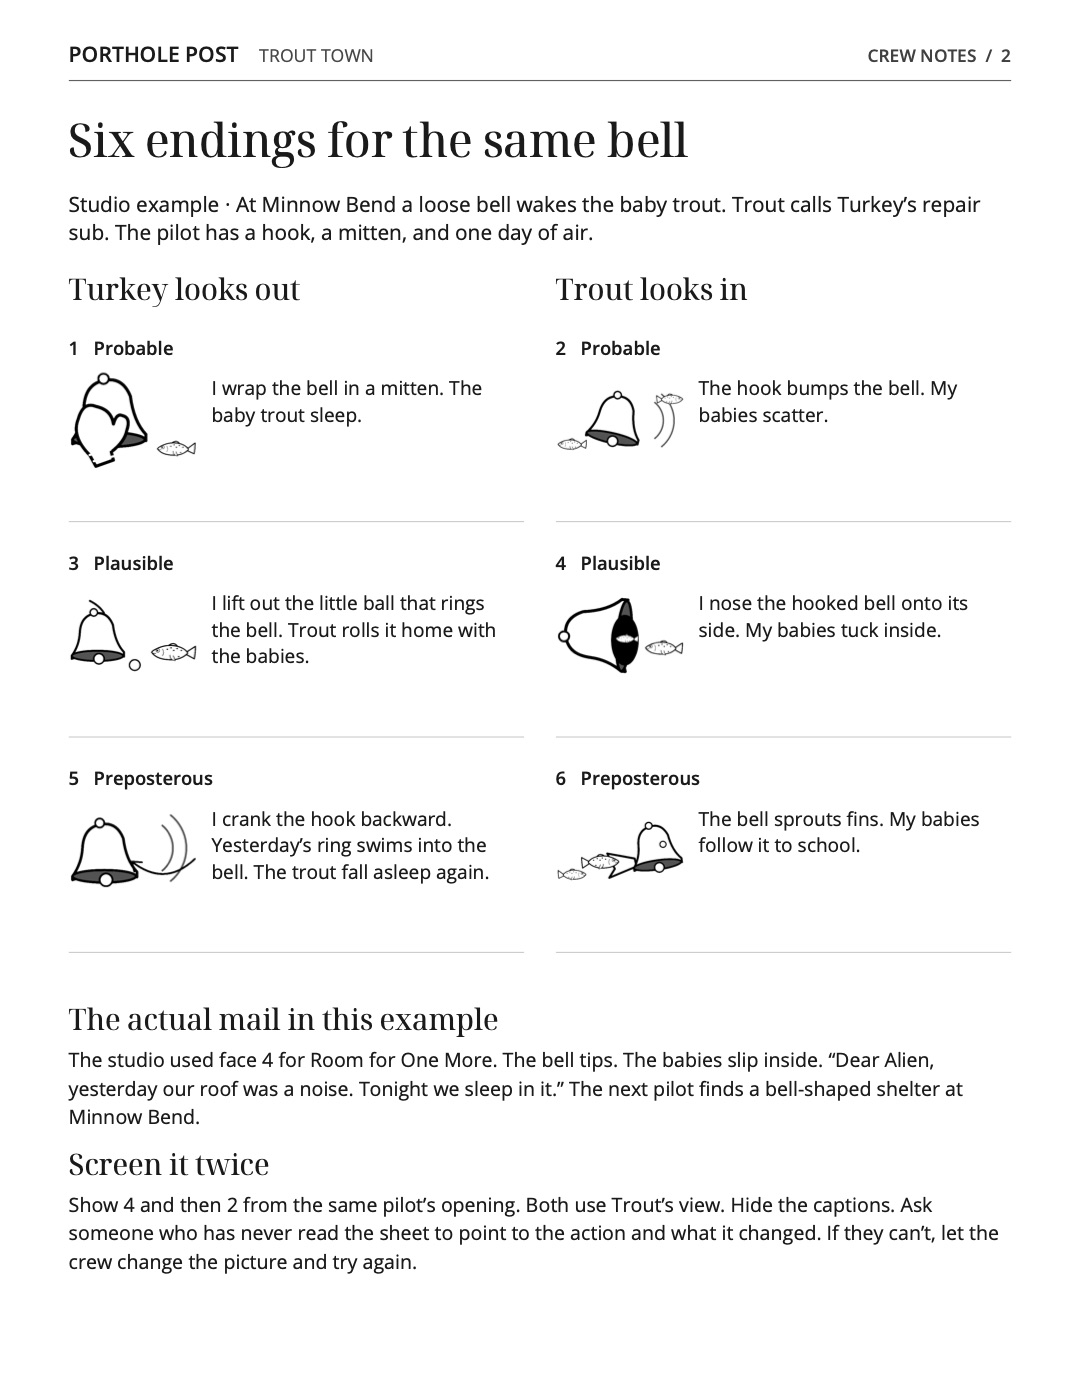 PORTHOLE POST TROUT TOWN
CREW NOTES / 2
Six endings for the same bell
Studio example · At Minnow Bend a loose bell wakes the baby trout. Trout calls Turkey’s repair
sub. The pilot has a hook, a mitten, and one day of air.
Turkey looks out
Trout looks in
1 Probable
I wrap the bell in a mitten. The
baby trout sleep.
2 Probable
The hook bumps the bell. My
babies scatter.
3 Plausible
I lift out the little ball that rings
the bell. Trout rolls it home with
the babies.
4 Plausible
I nose the hooked bell onto its
side. My babies tuck inside.
5 Preposterous
I crank the hook backward.
Yesterday’s ring swims into the
bell. The trout fall asleep again.
6 Preposterous
The bell sprouts fins. My babies
follow it to school.
The actual mail in this example
The studio used face 4 for Room for One More. The bell tips. The babies slip inside. “Dear Alien,
yesterday our roof was a noise. Tonight we sleep in it.” The next pilot finds a bell-shaped shelter at
Minnow Bend.
Screen it twice
Show 4 and then 2 from the same pilot’s opening. Both use Trout’s view. Hide the captions. Ask
someone who has never read the sheet to point to the action and what it changed. If they can’t, let the
crew change the picture and try again.